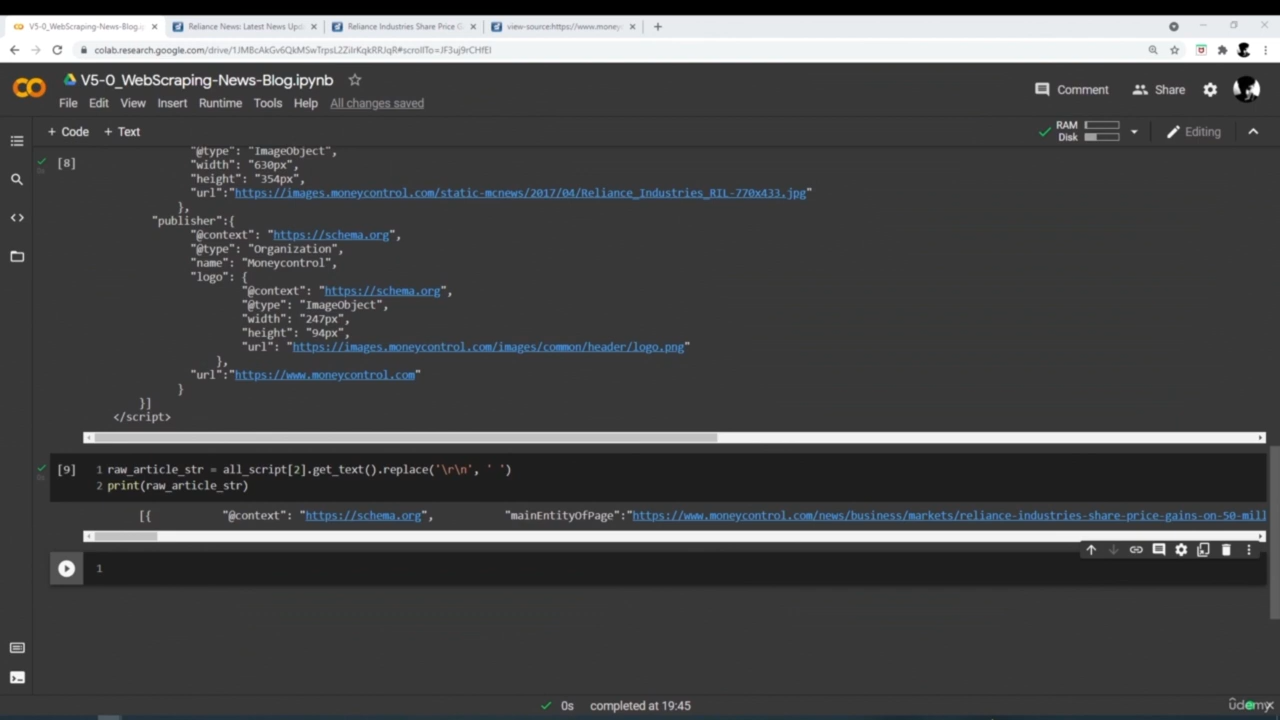 V5-0_WebScraping-News-Blog.ipynb
Reliance News: Latest News Upd
Reliance Industries Share Price G
view-source:https://www.money
colab.research.google.com/drive/1JMBcAkGv6QkMSwTrpsL2ZiIrKqkRRJqR#scrollTo=JF3uj9rCHfEI
V5-0_WebScraping-News-Blog.ipynb
Comment
Share
File Edit View Insert Runtime Tools Help All changes saved
+ Code + Text
RAM
Disk
Editing
[8]
"@type": "ImageObject",
"width": "630px",
"height": "354px",
"url":"https://images.moneycontrol.com/static-mcnews/2017/04/Reliance_Industries_RIL-770x433.jpg"
},
"publisher":{
"@context": "https://schema.org",
"@type": "Organization",
"name": "Moneycontrol",
"logo": {
"@context": "https://schema.org",
"@type": "ImageObject",
"width": "247px",
"height": "94px",
"url": "https://images.moneycontrol.com/images/common/header/logo.png"
},
"url":"https://www.moneycontrol.com"
}
}]
</script>
[9]
1 raw_article_str = all_script[2].get_text().replace('\r\n', ' ')
2 print(raw_article_str)
[{ "@context": "https://schema.org", "mainEntityOfPage":"https://www.moneycontrol.com/news/business/markets/reliance-industries-share-price-gains-on-50-mill
1
0s completed at 19:45
udemy